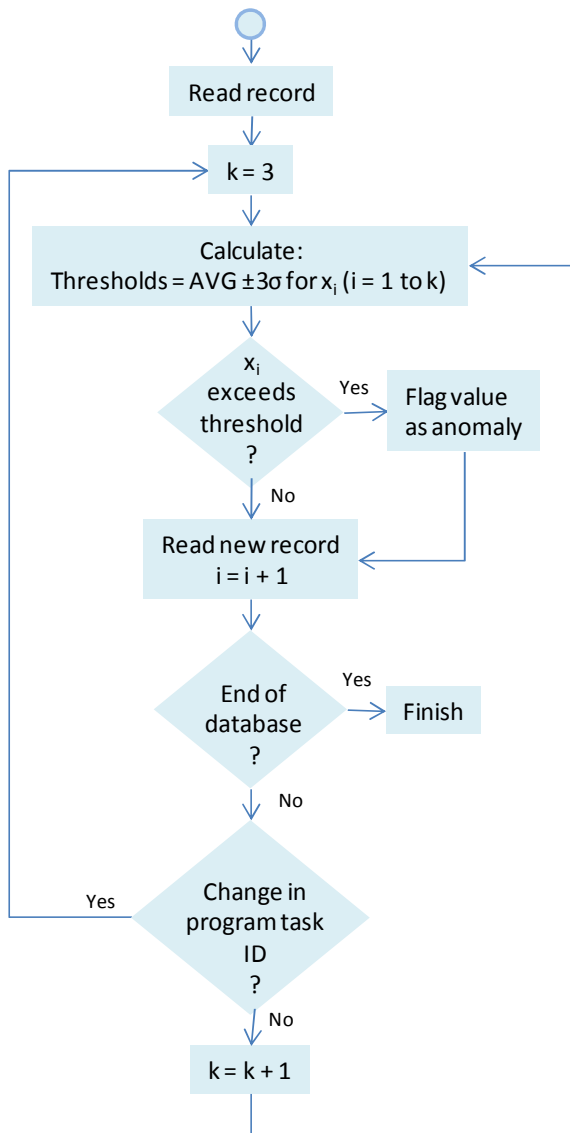 Read record
k = 3
Calculate:
Thresholds = AVG ±3σ for xᵢ (i = 1 to k)
xᵢ
exceeds
threshold
?
Yes
Flag value
as anomaly
No
Read new record
i = i + 1
End of
database
?
Yes
Finish
No
Change in
program task
ID
?
Yes
No
k = k + 1